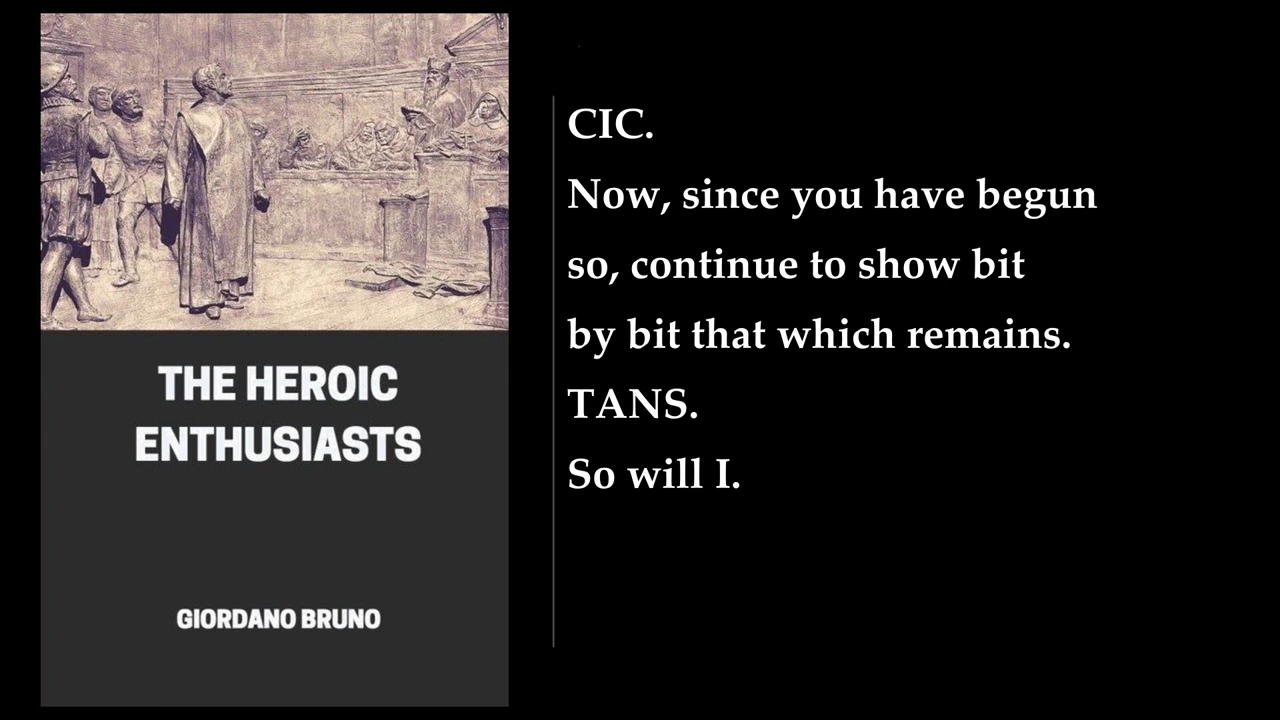 THE HEROIC
ENTHUSIASTS
GIORDANO BRUNO
CIC.
Now, since you have begun
so, continue to show bit
by bit that which remains.
TANS.
So will I.